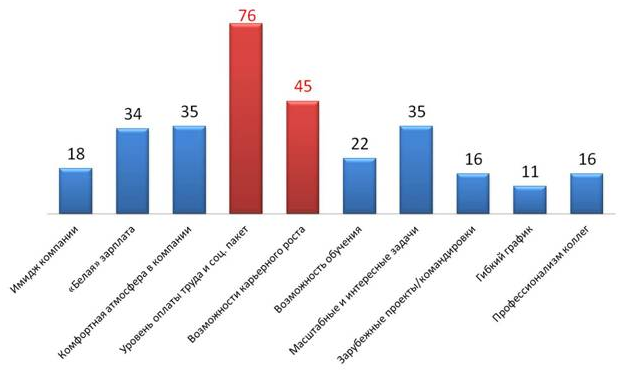 76
45
35
35
34
22
18
16
16
11
Имидж компании
«Белая» зарплата
Комфортная атмосфера в компании
Уровень оплаты труда и соц. пакет
Возможности карьерного роста
Возможность обучения
Масштабные и интересные задачи
Зарубежные проекты/командировки
Гибкий график
Профессионализм коллег